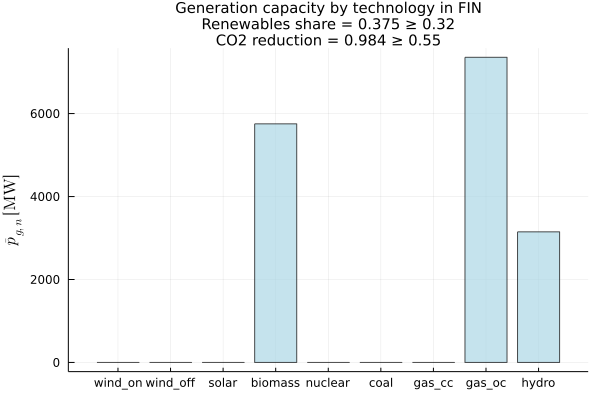 Generation capacity by technology in FIN
Renewables share = 0.375 ≥ 0.32
CO2 reduction = 0.984 ≥ 0.55
p̄g,n [MW]
6000
4000
2000
0
wind_on wind_off solar biomass nuclear coal gas_cc gas_oc hydro